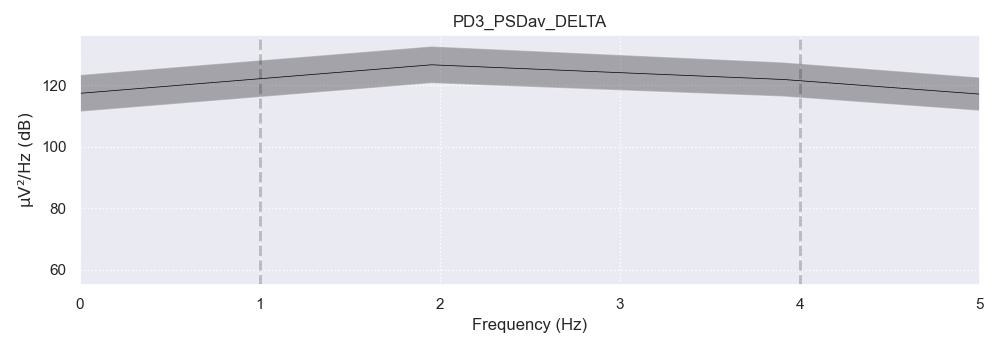 PD3_PSDav_DELTA
µV²/Hz (dB)
120
100
80
60
0 1 2 3 4 5
Frequency (Hz)